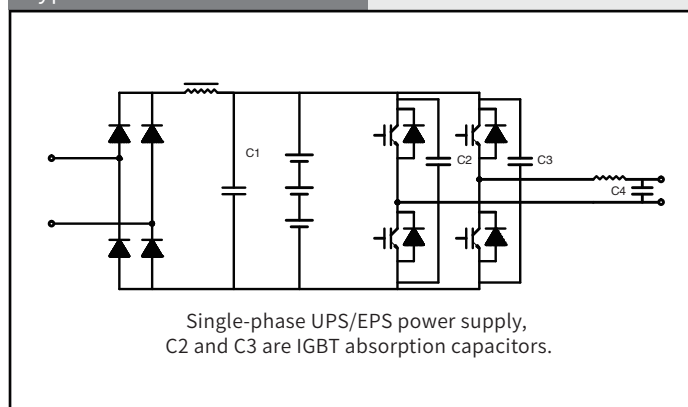 C1
C2
C3
C4
Single-phase UPS/EPS power supply,
C2 and C3 are IGBT absorption capacitors.